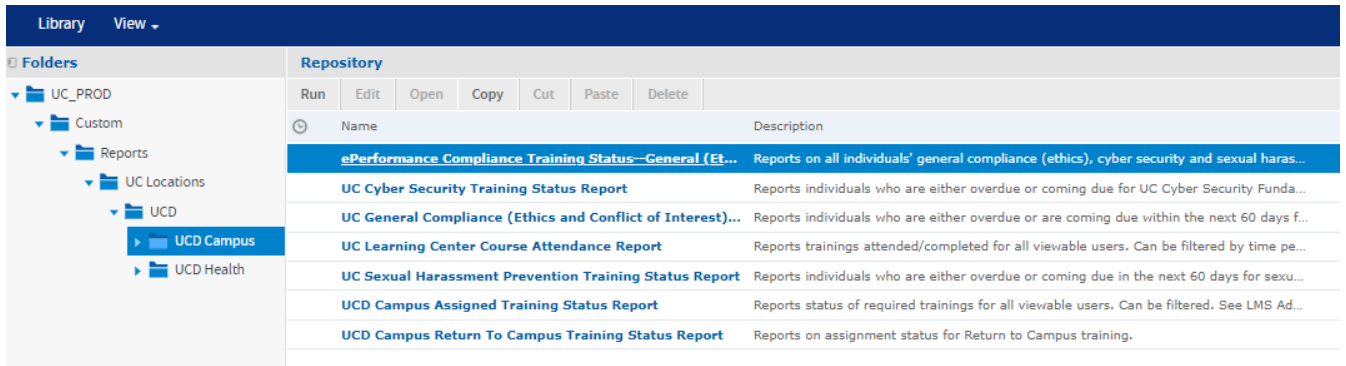 Library View
Folders
Repository
UC_PROD
Run Edit Open Copy Cut Paste Delete
Custom
Name Description
Reports
ePerformance Compliance Training Status--General (Et... Reports on all individuals' general compliance (ethics), cyber security and sexual haras...
UC Locations
UC Cyber Security Training Status Report Reports individuals who are either overdue or coming due for UC Cyber Security Funda...
UCD
UC General Compliance (Ethics and Conflict of Interest)... Reports individuals who are either overdue or are coming due within the next 60 days f...
UCD Campus
UC Learning Center Course Attendance Report Reports trainings attended/completed for all viewable users. Can be filtered by time pe...
UCD Health
UC Sexual Harassment Prevention Training Status Report Reports individuals who are either overdue or coming due in the next 60 days for sexu...
UCD Campus Assigned Training Status Report Reports status of required trainings for all viewable users. Can be filtered. See LMS Ad...
UCD Campus Return To Campus Training Status Report Reports on assignment status for Return to Campus training.